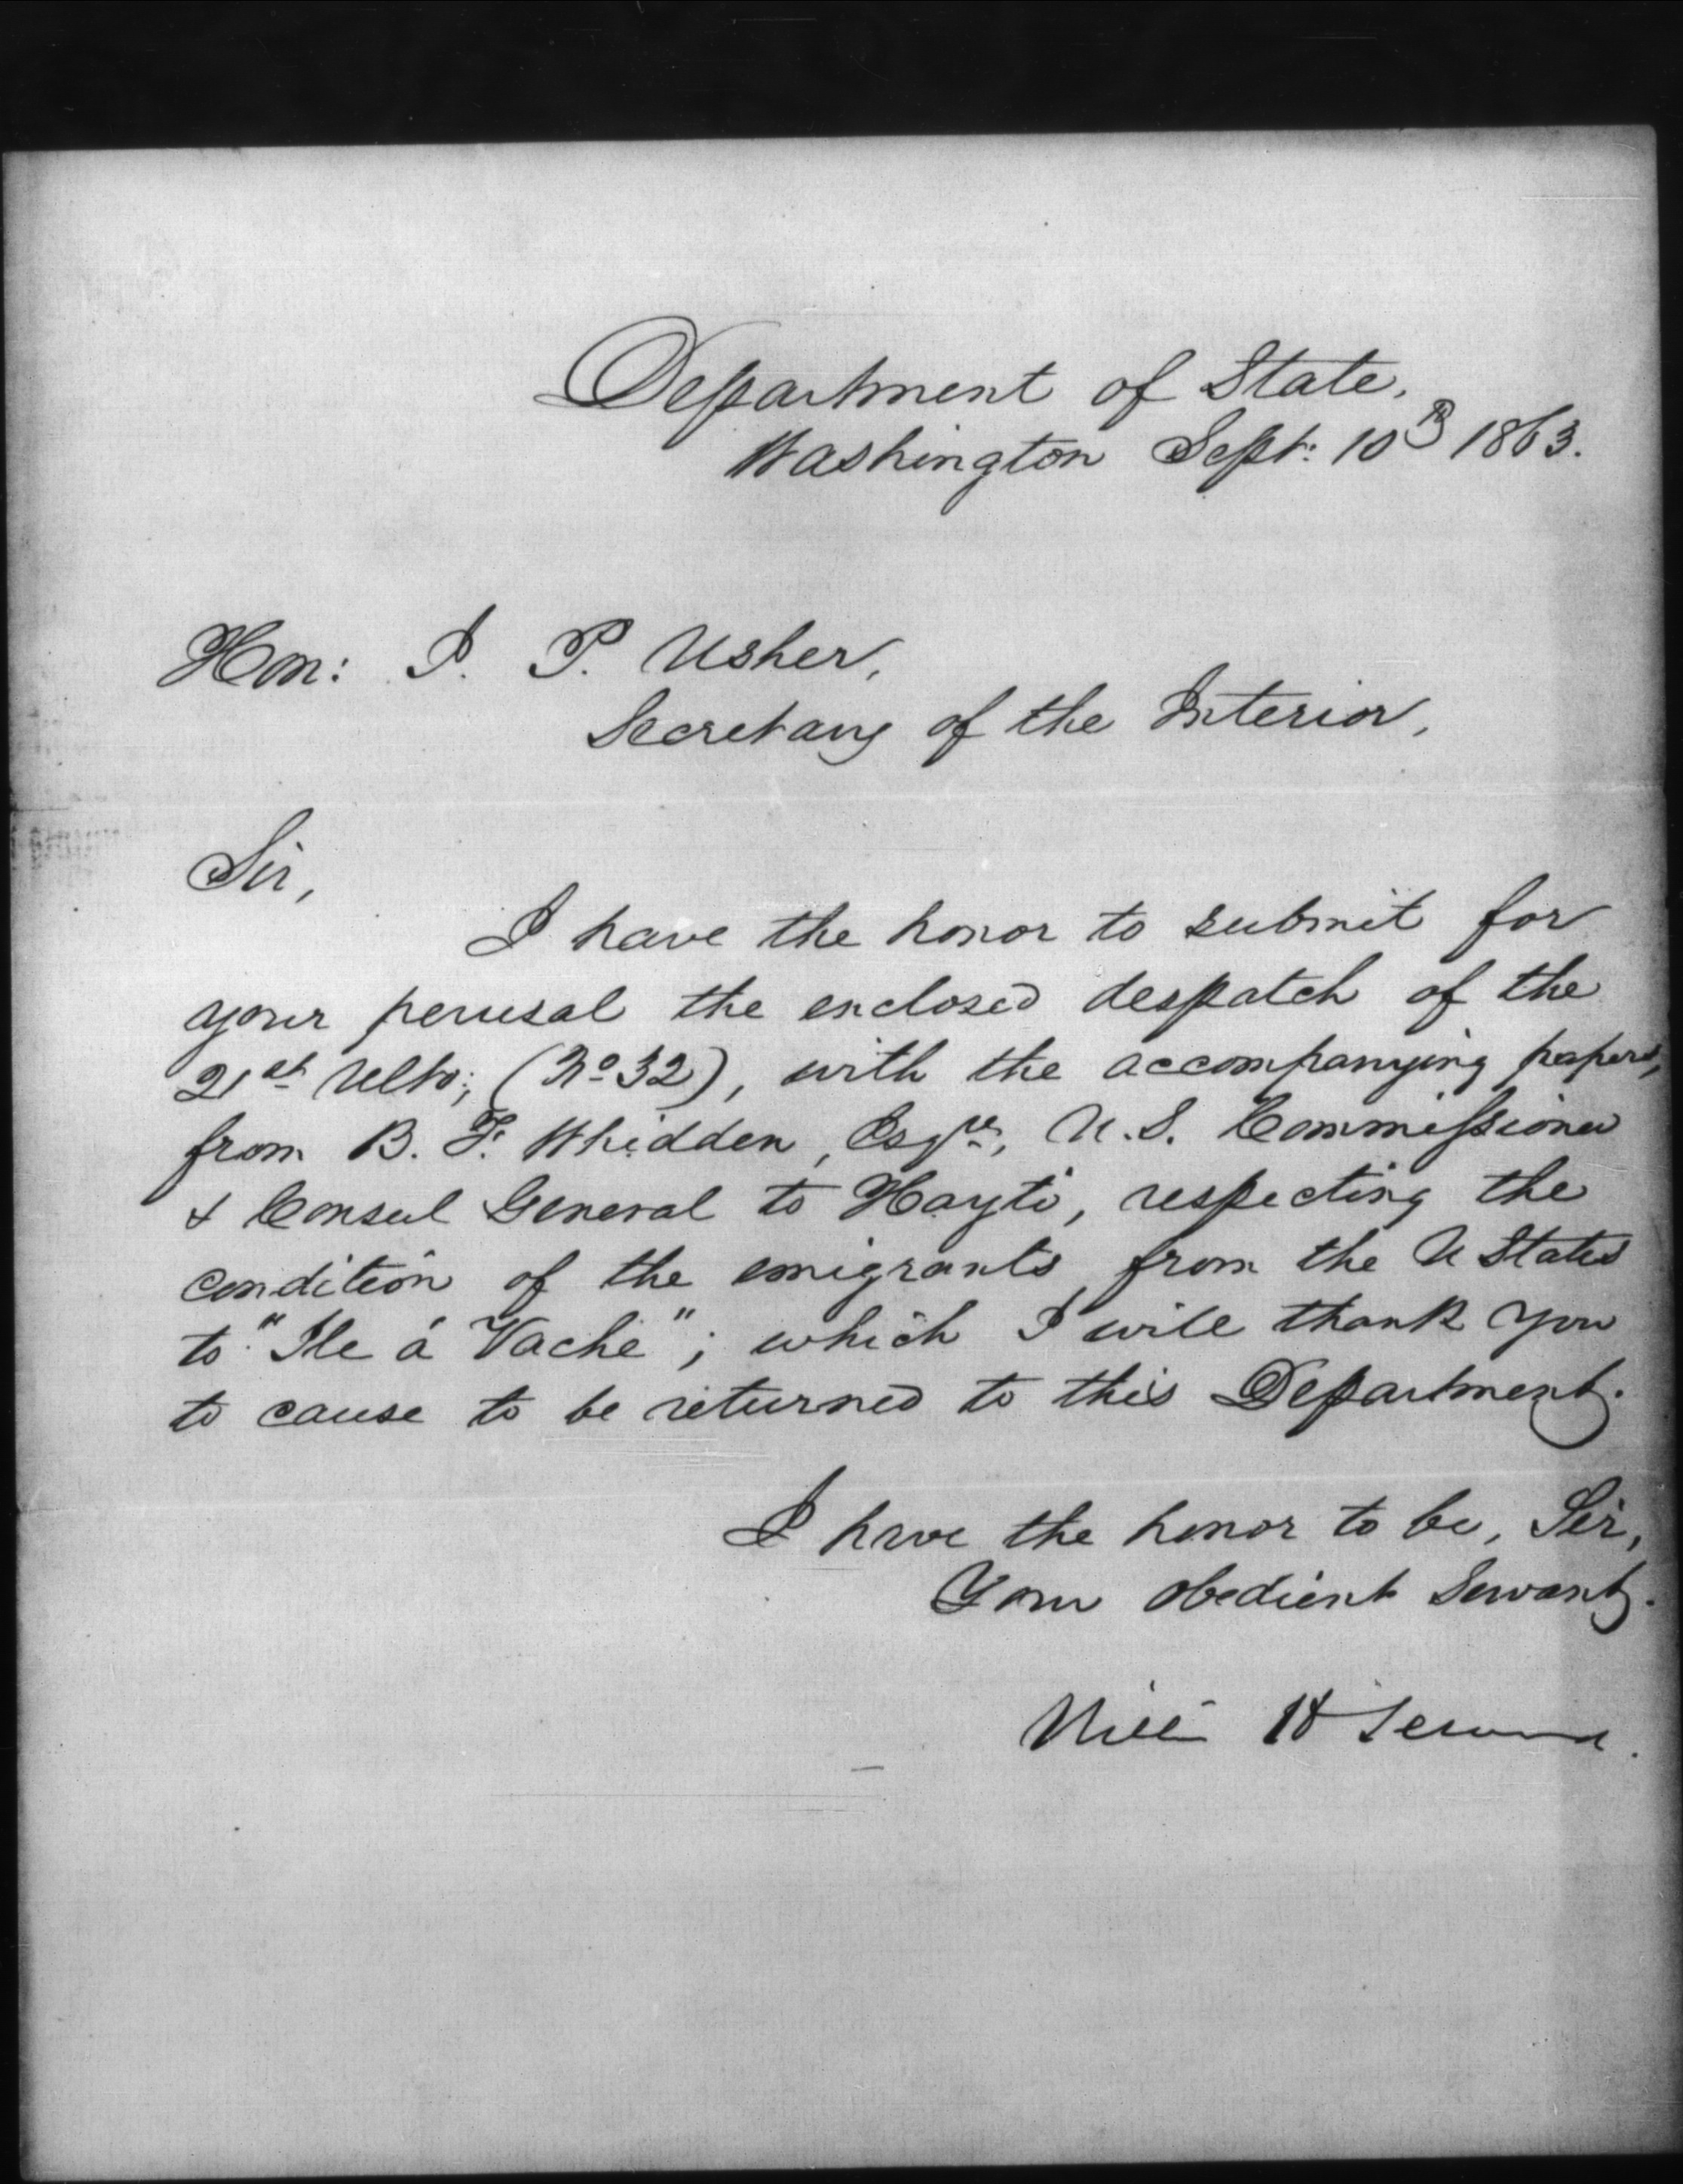 Department of State,
Washington Sept: 10th 1863.
Hon: J. P. Usher,
Secretary of the Interior,
Sir,
I have the honor to submit for
your perusal the enclosed despatch of the
21st Ulto; (No 32), with the accompanying papers,
from B. F. Whidden, Esqre, U.S. Commissioner
& Consul General to Hayti, respecting the
condition of the emigrants from the U States
to "Ile á Vache"; which I will thank you
to cause to be returned to this Department.
I have the honor to be, Sir,
Your obedient Servant.
Willm H Seward.